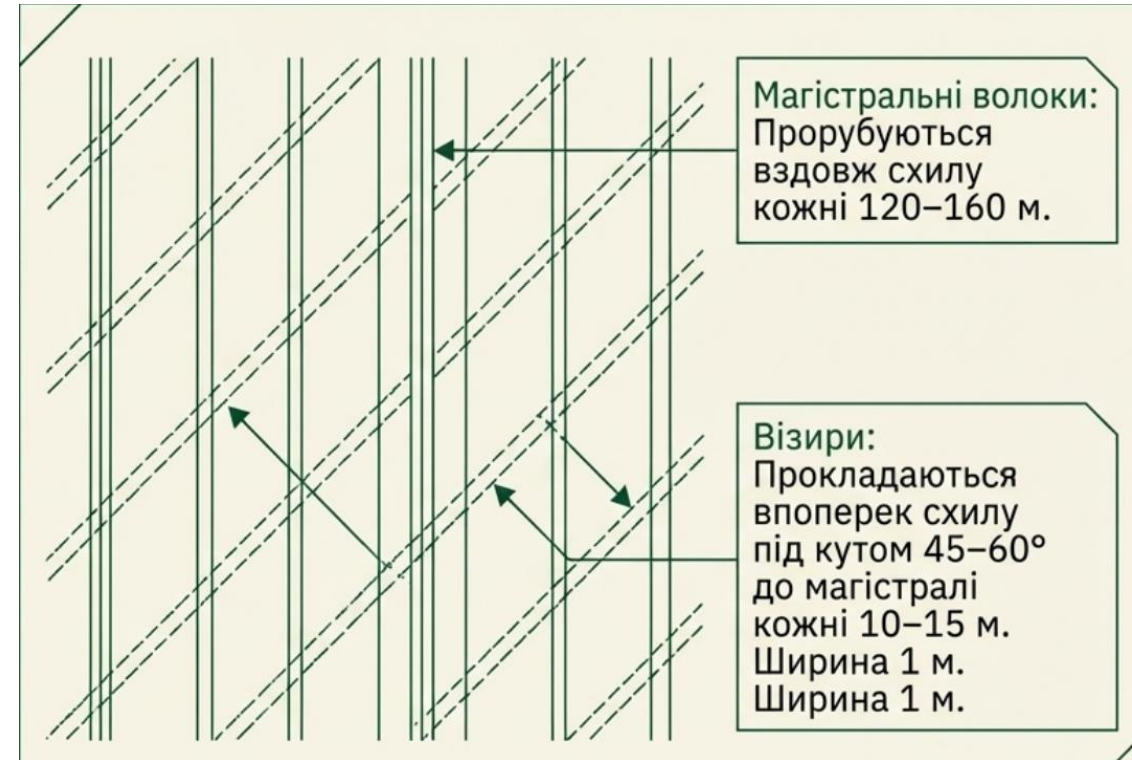 Магістральні волоки:
Прорубуються
вздовж схилу
кожні 120–160 м.
Візири:
Прокладаються
впоперек схилу
під кутом 45–60°
до магістралі
кожні 10–15 м.
Ширина 1 м.
Ширина 1 м.